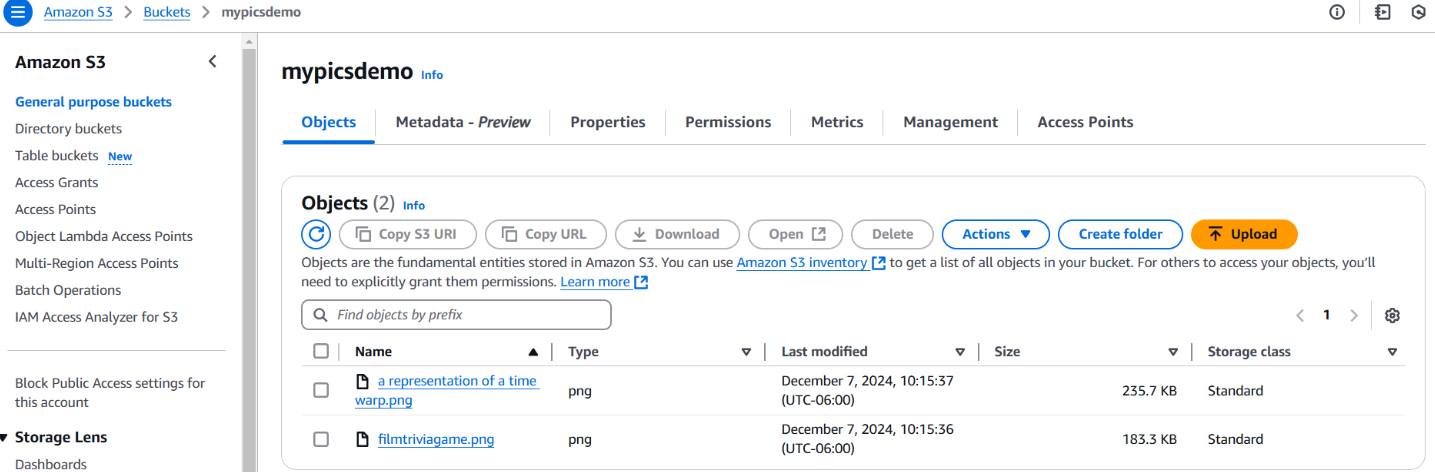 Amazon S3 > Buckets > mypicsdemo
Amazon S3
General purpose buckets
Directory buckets
Table buckets New
Access Grants
Access Points
Object Lambda Access Points
Multi-Region Access Points
Batch Operations
IAM Access Analyzer for S3
Block Public Access settings for
this account
Storage Lens
Dashboards
mypicsdemo Info
Objects Metadata - Preview Properties Permissions Metrics Management Access Points
Objects (2) Info
Copy S3 URI Copy URL Download Open Delete Actions Create folder Upload
Objects are the fundamental entities stored in Amazon S3. You can use Amazon S3 inventory to get a list of all objects in your bucket. For others to access your objects, you'll
need to explicitly grant them permissions. Learn more
Find objects by prefix 1
Name Type Last modified Size Storage class
a representation of a time
warp.png
png
December 7, 2024, 10:15:37
(UTC-06:00)
235.7 KB
Standard
filmtriviagame.png
png
December 7, 2024, 10:15:36
(UTC-06:00)
183.3 KB
Standard